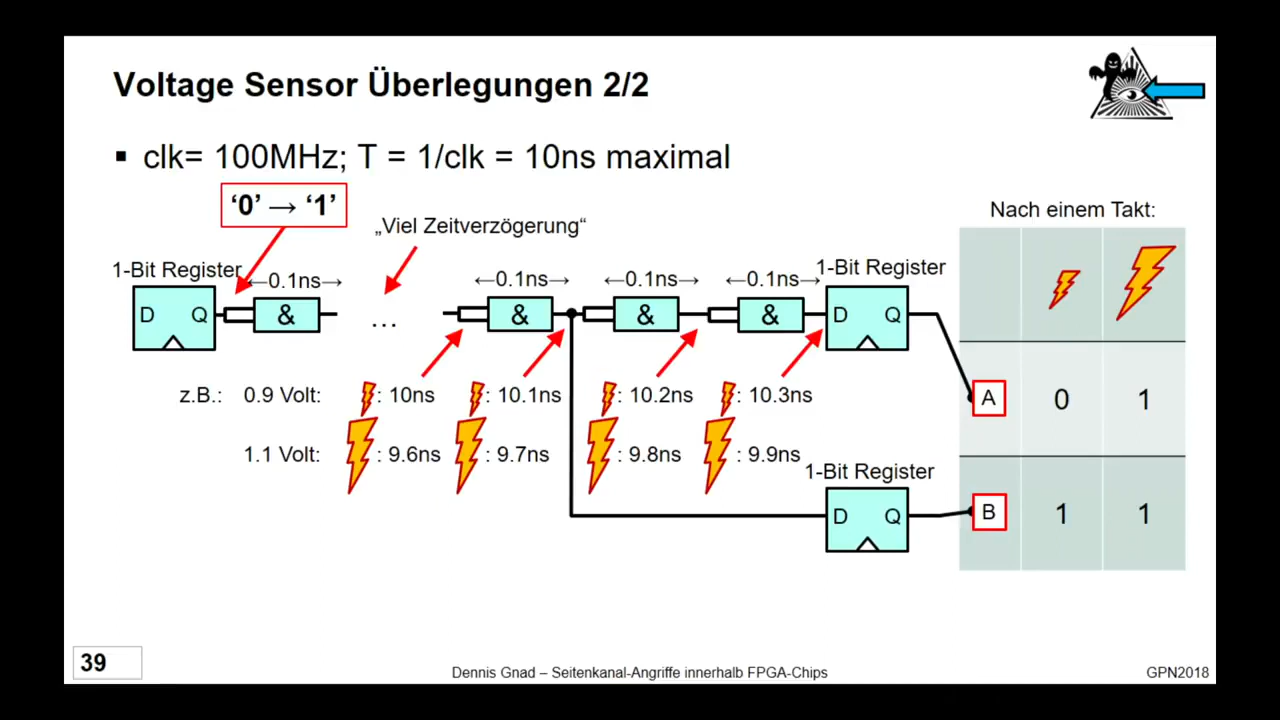 Voltage Sensor Überlegungen 2/2
▪ clk= 100MHz; T = 1/clk = 10ns maximal
‘0’ → ‘1’
„Viel Zeitverzögerung“
Nach einem Takt:
1-Bit Register
←0.1ns→
←0.1ns→
←0.1ns→
←0.1ns→
1-Bit Register
D Q
&
...
&
&
&
D Q
z.B.: 0.9 Volt: : 10ns : 10.1ns : 10.2ns : 10.3ns
A 0 1
1.1 Volt: : 9.6ns : 9.7ns : 9.8ns : 9.9ns
1-Bit Register
D Q
B 1 1
39
Dennis Gnad – Seitenkanal-Angriffe innerhalb FPGA-Chips
GPN2018